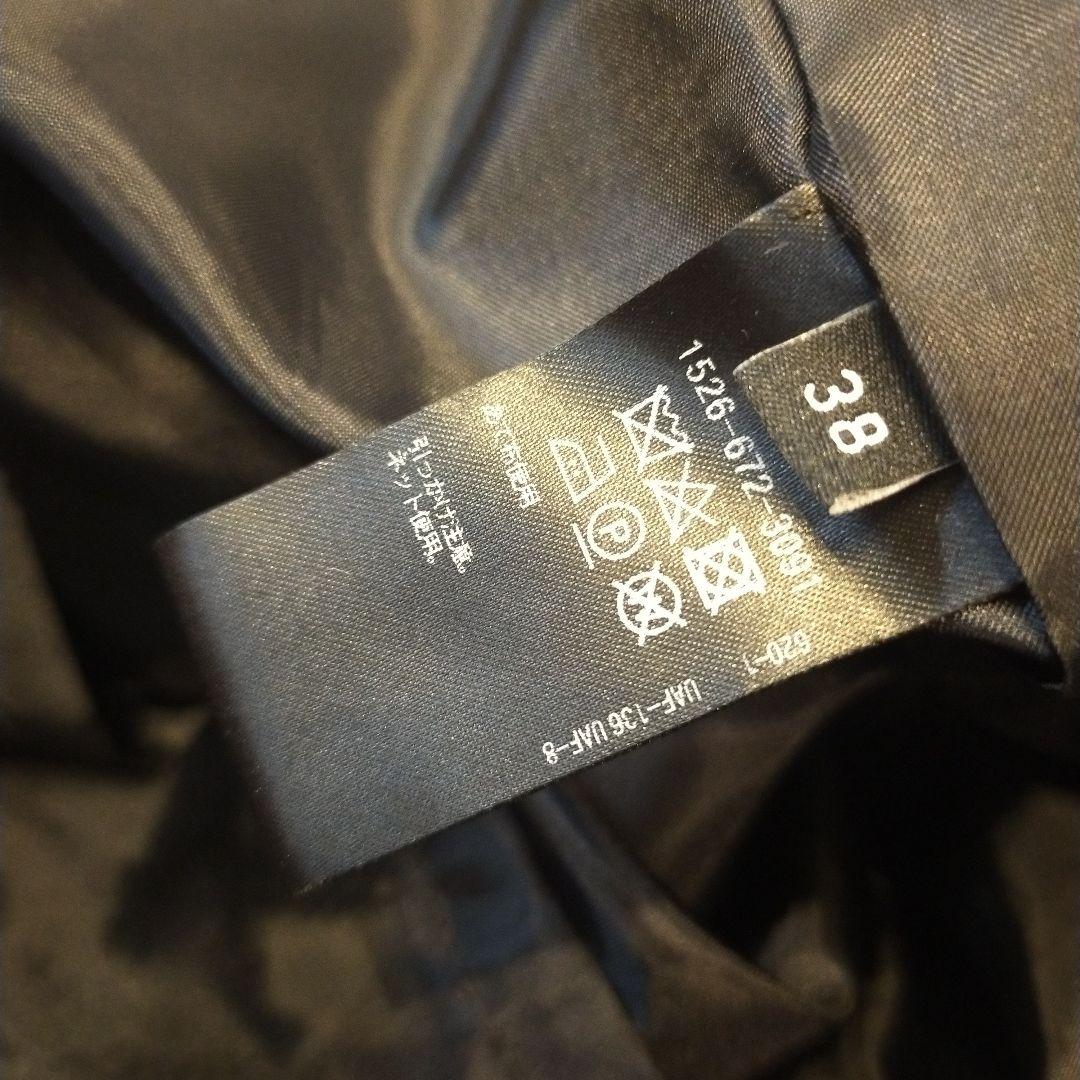 38
1526-672-3091
620-1
UAF-136 UAF-8
P
あて布使用
引っかけ注意。
ネット使用。